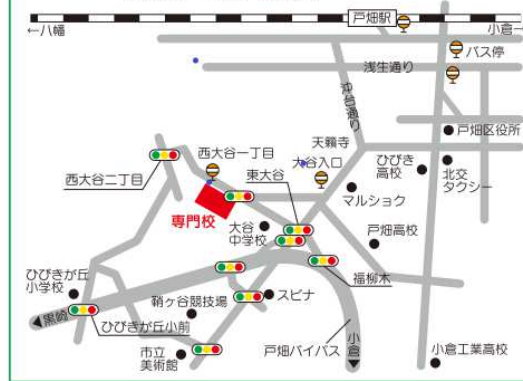 戸畑駅
←八幡
小倉→
バス停
浅生通り
沖台通り
天籟寺
戸畑区役所
西大谷一丁目
大谷入口
ひびき
高校
北交
タクシー
西大谷二丁目
東大谷
マルショク
専門校
大谷
中学校
戸畑高校
福柳木
ひびきが丘
小学校
鞘ヶ谷競技場
スピナ
黒崎
ひびきが丘小前
市立
美術館
戸畑バイパス
小倉
小倉工業高校